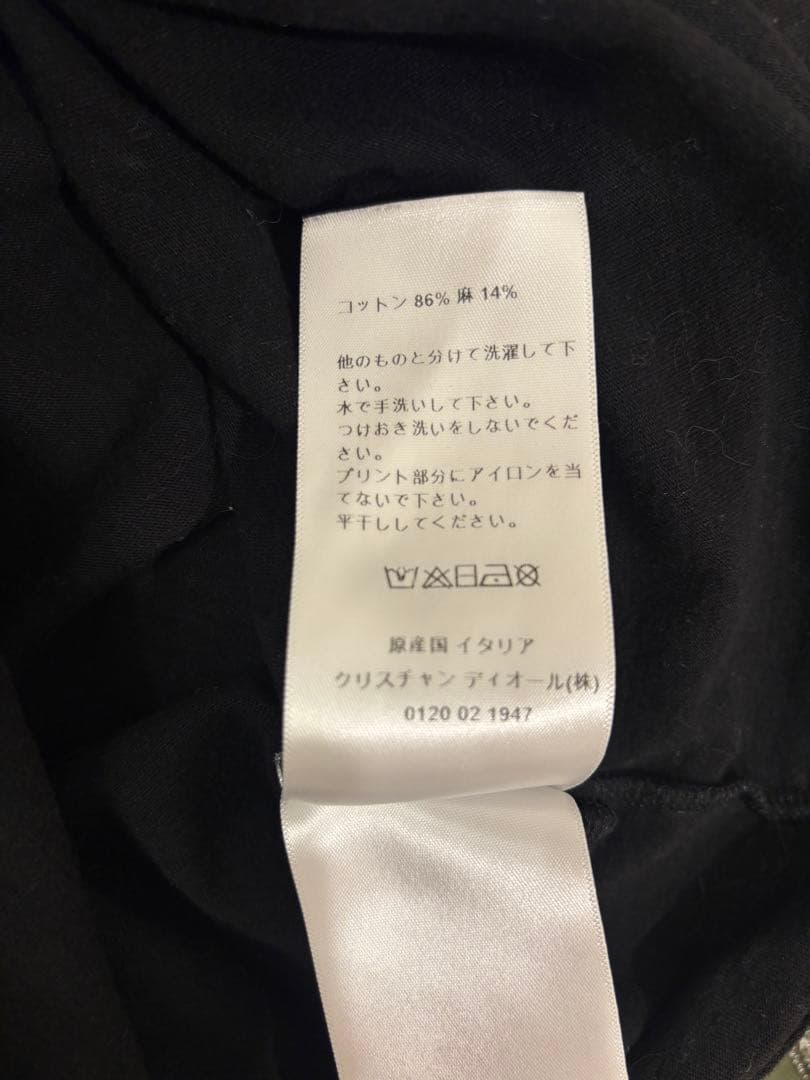 コットン 86% 麻 14%
他のものと分けて洗濯して下
さい。
水で手洗いして下さい。
つけおき洗いをしないでくだ
さい。
プリント部分にアイロンを当
てないで下さい。
平干ししてください。
原産国 イタリア
クリスチャン ディオール(株)
0120 02 1947